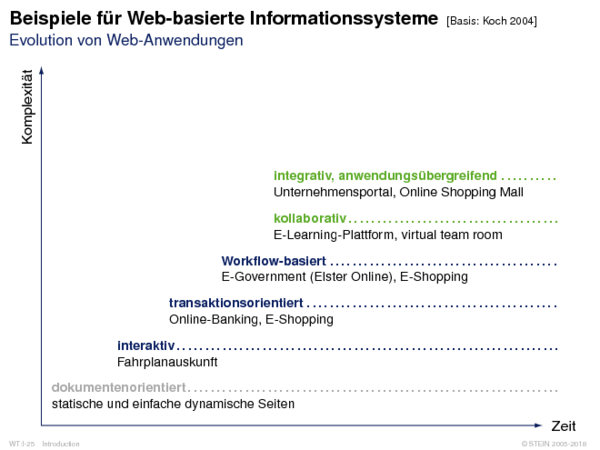 Beispiele für Web-basierte Informationssysteme [Basis: Koch 2004]
Evolution von Web-Anwendungen
Komplexität
integrativ, anwendungsübergreifend ..........
Unternehmensportal, Online Shopping Mall
kollaborativ.....................................
E-Learning-Plattform, virtual team room
Workflow-basiert ........................................
E-Government (Elster Online), E-Shopping
transaktionsorientiert ............................................
Online-Banking, E-Shopping
interaktiv...................................................................
Fahrplanauskunft
dokumentenorientiert.................................................................
statische und einfache dynamische Seiten
Zeit
WT:I-25 Introduction
© STEIN 2005-2018